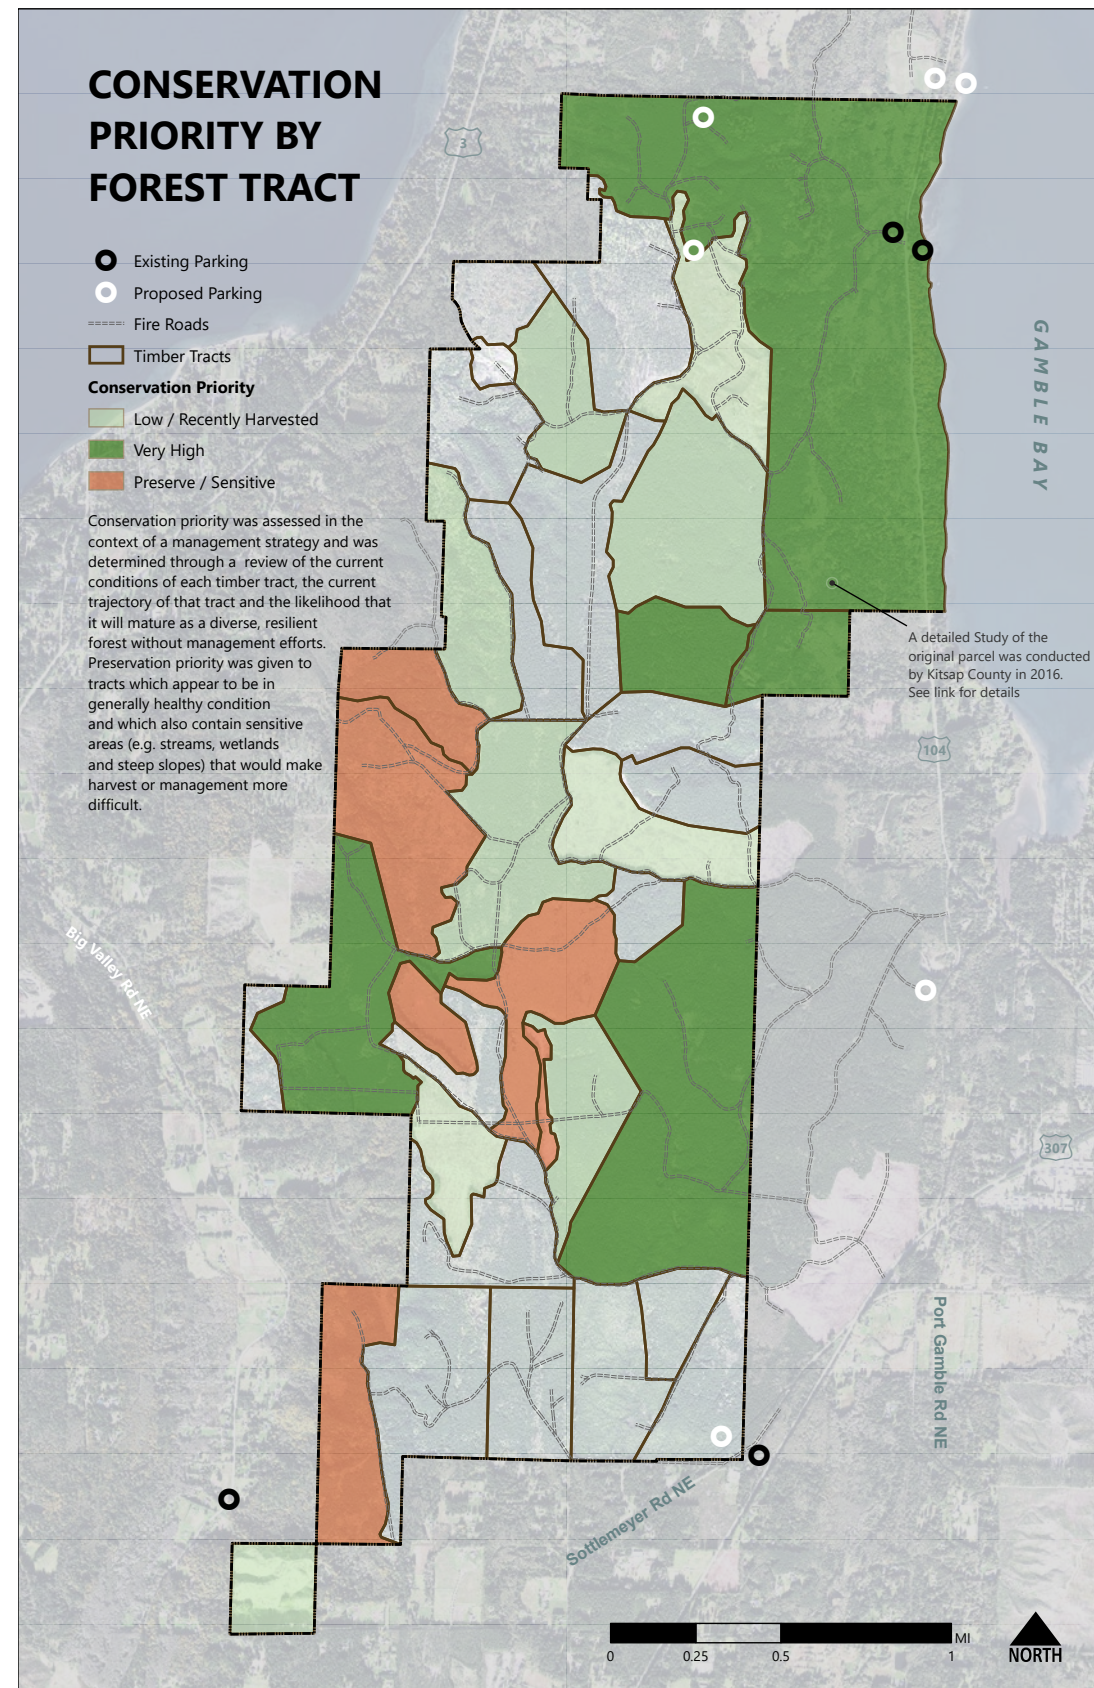 CONSERVATION
PRIORITY BY
FOREST TRACT
3
Existing Parking
Proposed Parking
Fire Roads
Timber Tracts
Conservation Priority
Low / Recently Harvested
Very High
Preserve / Sensitive
Conservation priority was assessed in the
context of a management strategy and was
determined through a  review of the current
conditions of each timber tract, the current
trajectory of that tract and the likelihood that
it will mature as a diverse, resilient
forest without management efforts.
Preservation priority was given to
tracts which appear to be in
generally healthy condition
and which also contain sensitive
areas (e.g. streams, wetlands
and steep slopes) that would make
harvest or management more
difficult.
GAMBLE BAY
A detailed Study of the
original parcel was conducted
by Kitsap County in 2016.
See link for details
104
Big Valley Rd NE
307
Port Gamble Rd NE
Sottlemeyer Rd NE
MI
0 0.25 0.5 1
NORTH